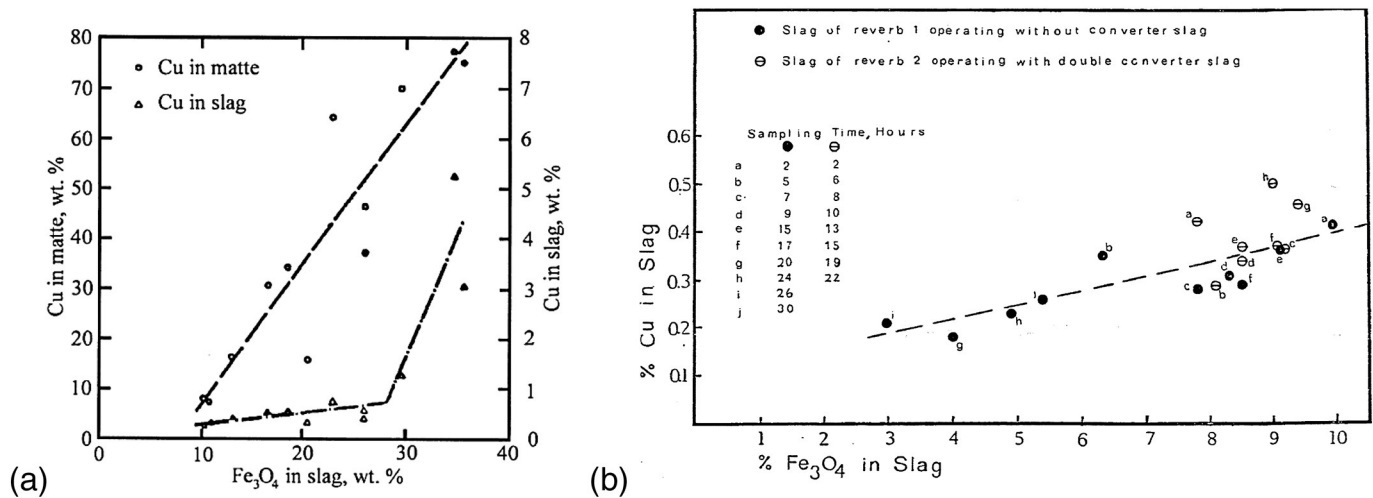 80
70
60
50
40
30
20
10
0
Cu in matte, wt. %
Cu in matte
Cu in slag
8
7
6
5
4
3
2
1
0
Cu in slag, wt. %
10 20 30 40
Fe3O4 in slag, wt. %
(a)
Slag of reverb 1 operating without converter slag
Slag of reverb 2 operating with double converter slag
Sampling Time, Hours
a 2 2
b 5 6
c 7 8
d 9 10
e 15 13
f 17 15
g 20 19
h 24 22
i 26
j 30
0.6
0.5
0.4
0.3
0.2
0.1
% Cu in Slag
h
g
a
a
e
f
c
b
d
d
e
c
b
f
j
i
h
g
1 2 3 4 5 6 7 8 9 10
% Fe3O4 in Slag
(b)